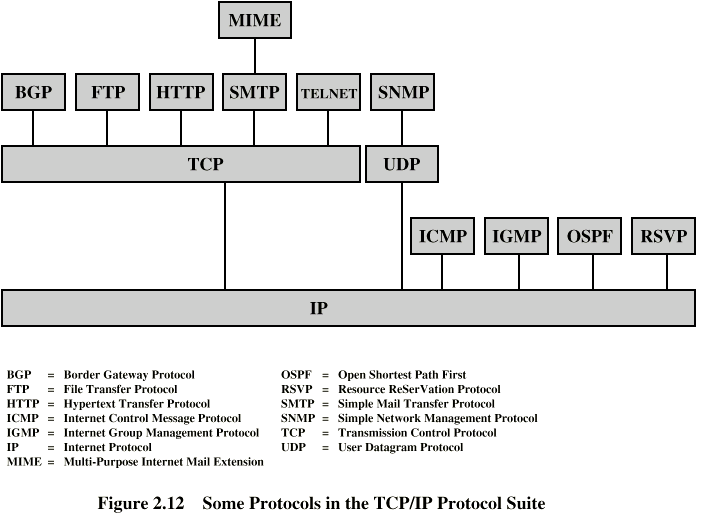 MIME
BGP FTP HTTP SMTP TELNET SNMP
TCP UDP
ICMP IGMP OSPF RSVP
IP
BGP = Border Gateway Protocol
FTP = File Transfer Protocol
HTTP = Hypertext Transfer Protocol
ICMP = Internet Control Message Protocol
IGMP = Internet Group Management Protocol
IP = Internet Protocol
MIME = Multi-Purpose Internet Mail Extension
OSPF = Open Shortest Path First
RSVP = Resource ReSerVation Protocol
SMTP = Simple Mail Transfer Protocol
SNMP = Simple Network Management Protocol
TCP = Transmission Control Protocol
UDP = User Datagram Protocol
Figure 2.12 Some Protocols in the TCP/IP Protocol Suite